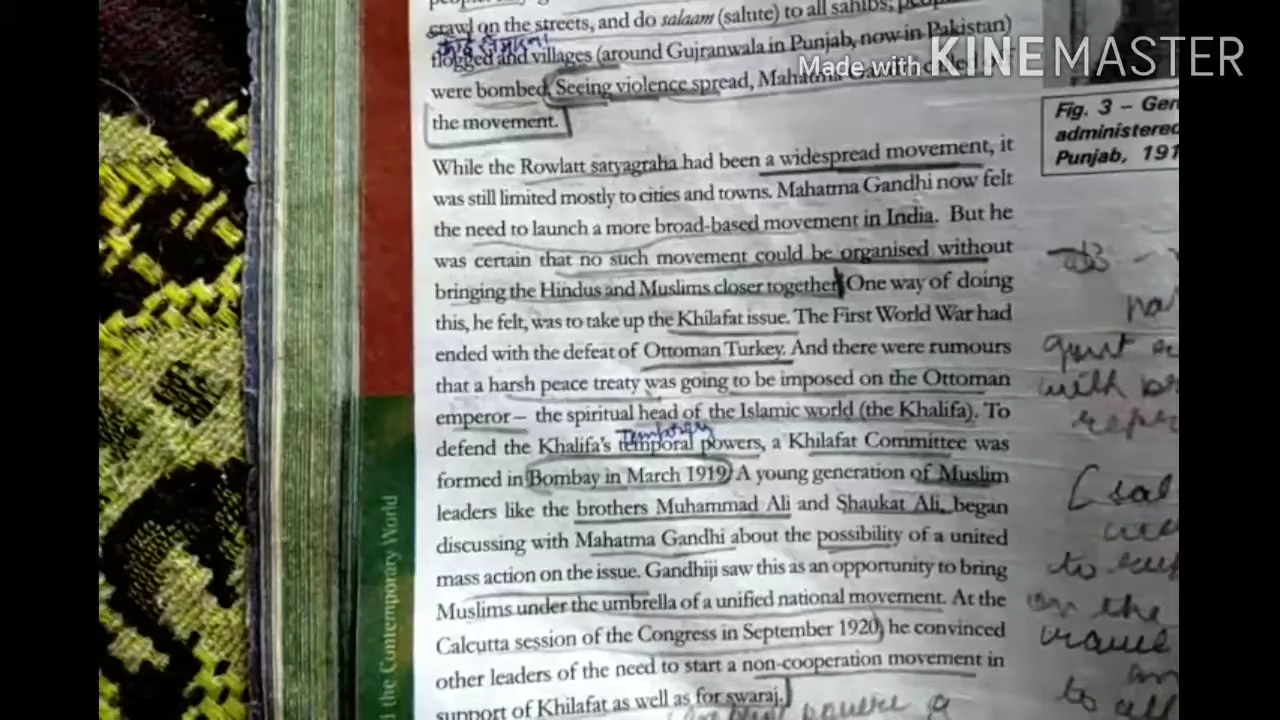 crawl on the streets, and do salaam (salute) to all sahibs;
flogged and villages (around Gujranwala in Punjab, now in Pakistan)
were bombed. Seeing violence spread, Mahatma
the movement.
While the Rowlatt satyagraha had been a widespread movement, it
was still limited mostly to cities and towns. Mahatma Gandhi now felt
the need to launch a more broad-based movement in India. But he
was certain that no such movement could be organised without
bringing the Hindus and Muslims closer together. One way of doing
this, he felt, was to take up the Khilafat issue. The First World War had
ended with the defeat of Ottoman Turkey. And there were rumours
that a harsh peace treaty was going to be imposed on the Ottoman
emperor – the spiritual head of the Islamic world (the Khalifa). To
temporary
defend the Khalifa's temporal powers, a Khilafat Committee was
formed in Bombay in March 1919. A young generation of Muslim
leaders like the brothers Muhammad Ali and Shaukat Ali, began
discussing with Mahatma Gandhi about the possibility of a united
mass action on the issue. Gandhiji saw this as an opportunity to bring
Muslims under the umbrella of a unified national movement. At the
Calcutta session of the Congress in September 1920, he convinced
other leaders of the need to start a non-cooperation movement in
support of Khilafat as well as for swaraj.
Made with KINEMASTER
Fig. 3 – Gen
administered
Punjab, 191
with
on the
to all
the Contemporary World